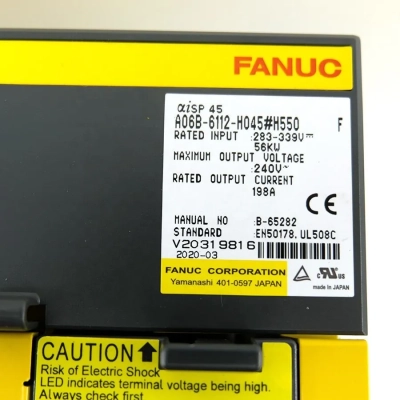 FANUC
αiSP 45
A06B-6112-H045#H550 F
RATED INPUT :283-339V⎓
56KW
MAXIMUM OUTPUT VOLTAGE
:240V~
RATED OUTPUT CURRENT
:198A
MANUAL NO :B-65282
STANDARD :EN50178.UL508C
V20319816
2020-03
FANUC CORPORATION
Yamanashi 401-0597 JAPAN
CE
c us
made in JAPAN
CAUTION
Risk of Electric Shock
LED indicates terminal voltage being high.
Always check first